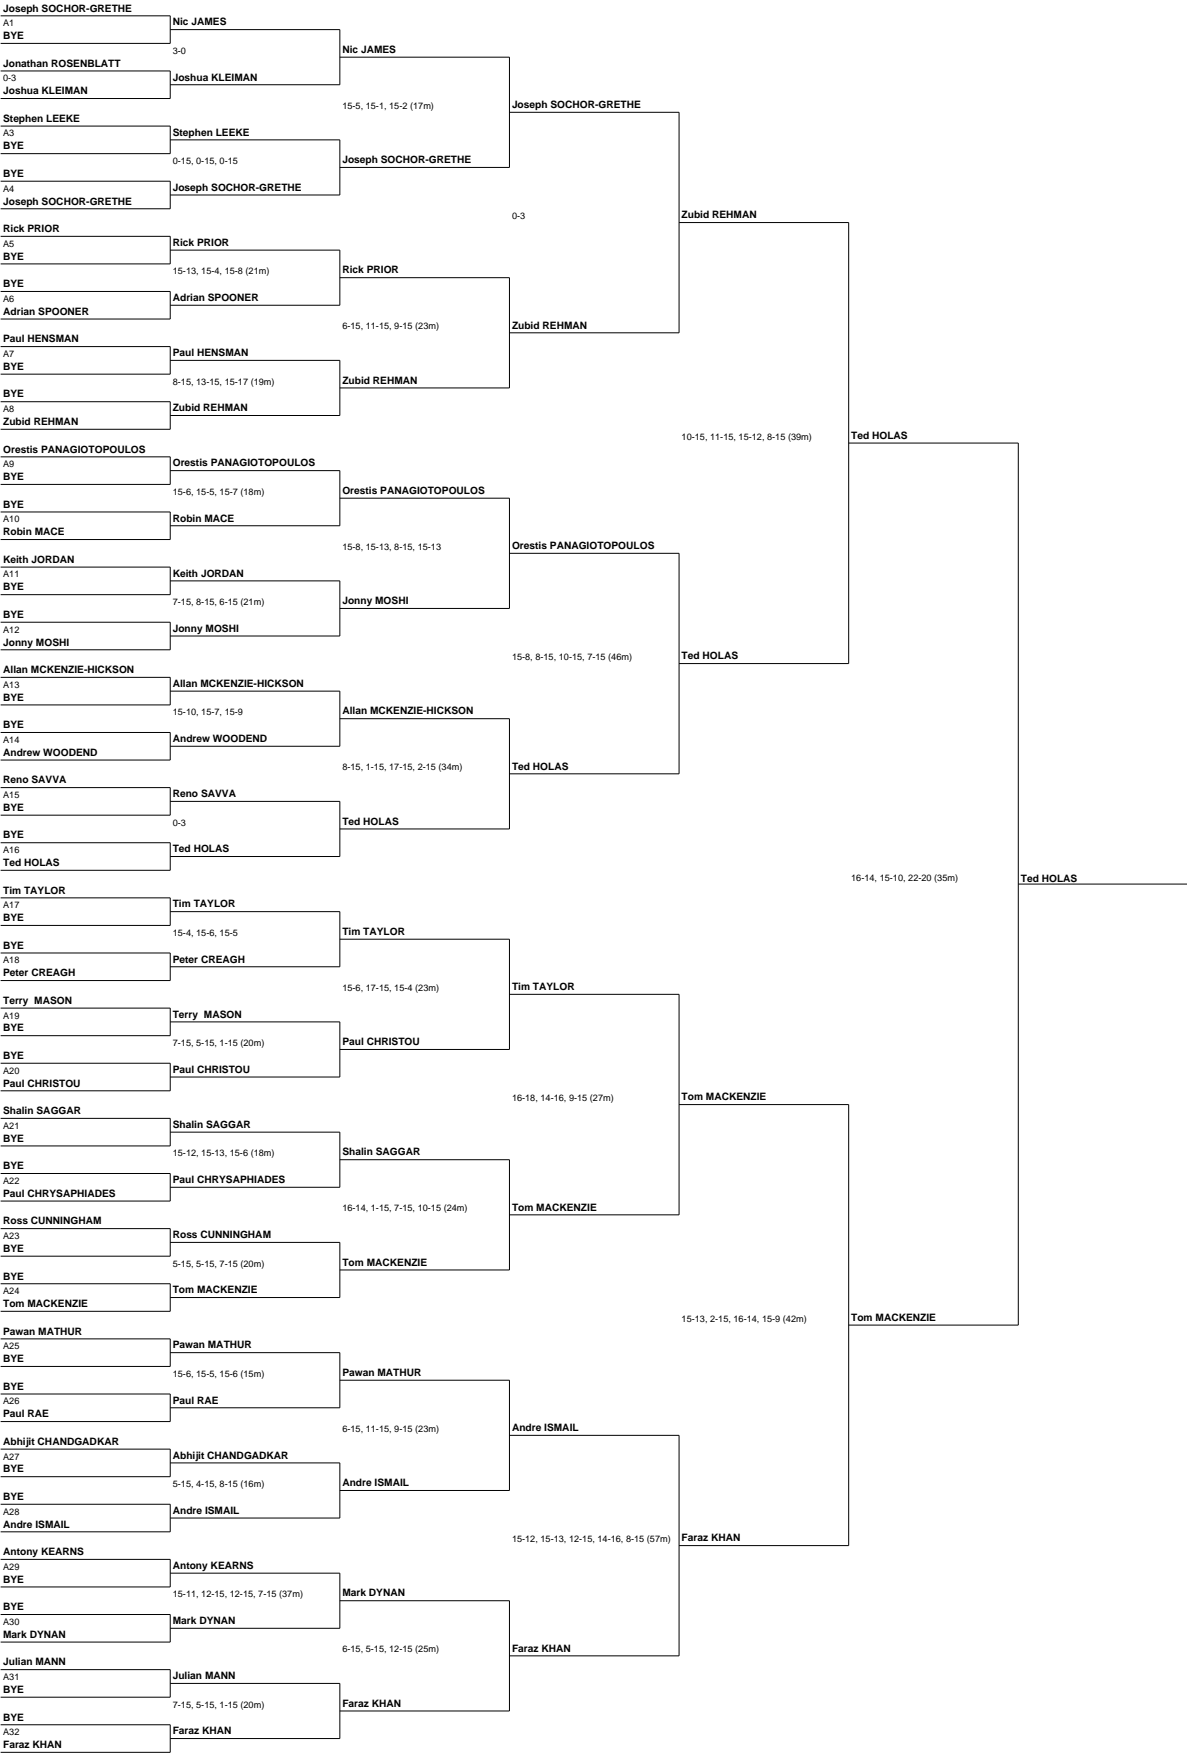 Joseph SOCHOR-GRETHE
A1
BYE
Jonathan ROSENBLATT
0-3
Joshua KLEIMAN
Stephen LEEKE
A3
BYE
BYE
A4
Joseph SOCHOR-GRETHE
Rick PRIOR
A5
BYE
BYE
A6
Adrian SPOONER
Paul HENSMAN
A7
BYE
BYE
A8
Zubid REHMAN
Orestis PANAGIOTOPOULOS
A9
BYE
BYE
A10
Robin MACE
Keith JORDAN
A11
BYE
BYE
A12
Jonny MOSHI
Allan MCKENZIE-HICKSON
A13
BYE
BYE
A14
Andrew WOODEND
Reno SAVVA
A15
BYE
BYE
A16
Ted HOLAS
Tim TAYLOR
A17
BYE
BYE
A18
Peter CREAGH
Terry  MASON
A19
BYE
BYE
A20
Paul CHRISTOU
Shalin SAGGAR
A21
BYE
BYE
A22
Paul CHRYSAPHIADES
Ross CUNNINGHAM
A23
BYE
BYE
A24
Tom MACKENZIE
Pawan MATHUR
A25
BYE
BYE
A26
Paul RAE
Abhijit CHANDGADKAR
A27
BYE
BYE
A28
Andre ISMAIL
Antony KEARNS
A29
BYE
BYE
A30
Mark DYNAN
Julian MANN
A31
BYE
BYE
A32
Faraz KHAN
Nic JAMES
3-0
Joshua KLEIMAN
Stephen LEEKE
0-15, 0-15, 0-15
Joseph SOCHOR-GRETHE
Rick PRIOR
15-13, 15-4, 15-8 (21m)
Adrian SPOONER
Paul HENSMAN
8-15, 13-15, 15-17 (19m)
Zubid REHMAN
Orestis PANAGIOTOPOULOS
15-6, 15-5, 15-7 (18m)
Robin MACE
Keith JORDAN
7-15, 8-15, 6-15 (21m)
Jonny MOSHI
Allan MCKENZIE-HICKSON
15-10, 15-7, 15-9
Andrew WOODEND
Reno SAVVA
0-3
Ted HOLAS
Tim TAYLOR
15-4, 15-6, 15-5
Peter CREAGH
Terry  MASON
7-15, 5-15, 1-15 (20m)
Paul CHRISTOU
Shalin SAGGAR
15-12, 15-13, 15-6 (18m)
Paul CHRYSAPHIADES
Ross CUNNINGHAM
5-15, 5-15, 7-15 (20m)
Tom MACKENZIE
Pawan MATHUR
15-6, 15-5, 15-6 (15m)
Paul RAE
Abhijit CHANDGADKAR
5-15, 4-15, 8-15 (16m)
Andre ISMAIL
Antony KEARNS
15-11, 12-15, 12-15, 7-15 (37m)
Mark DYNAN
Julian MANN
7-15, 5-15, 1-15 (20m)
Faraz KHAN
Nic JAMES
15-5, 15-1, 15-2 (17m)
Joseph SOCHOR-GRETHE
Rick PRIOR
6-15, 11-15, 9-15 (23m)
Zubid REHMAN
Orestis PANAGIOTOPOULOS
15-8, 15-13, 8-15, 15-13
Jonny MOSHI
Allan MCKENZIE-HICKSON
8-15, 1-15, 17-15, 2-15 (34m)
Ted HOLAS
Tim TAYLOR
15-6, 17-15, 15-4 (23m)
Paul CHRISTOU
Shalin SAGGAR
16-14, 1-15, 7-15, 10-15 (24m)
Tom MACKENZIE
Pawan MATHUR
6-15, 11-15, 9-15 (23m)
Andre ISMAIL
Mark DYNAN
6-15, 5-15, 12-15 (25m)
Faraz KHAN
Joseph SOCHOR-GRETHE
0-3
Zubid REHMAN
Orestis PANAGIOTOPOULOS
15-8, 8-15, 10-15, 7-15 (46m)
Ted HOLAS
Tim TAYLOR
16-18, 14-16, 9-15 (27m)
Tom MACKENZIE
Andre ISMAIL
15-12, 15-13, 12-15, 14-16, 8-15 (57m)
Faraz KHAN
Zubid REHMAN
10-15, 11-15, 15-12, 8-15 (39m)
Ted HOLAS
Tom MACKENZIE
15-13, 2-15, 16-14, 15-9 (42m)
Faraz KHAN
Ted HOLAS
16-14, 15-10, 22-20 (35m)
Tom MACKENZIE
Ted HOLAS